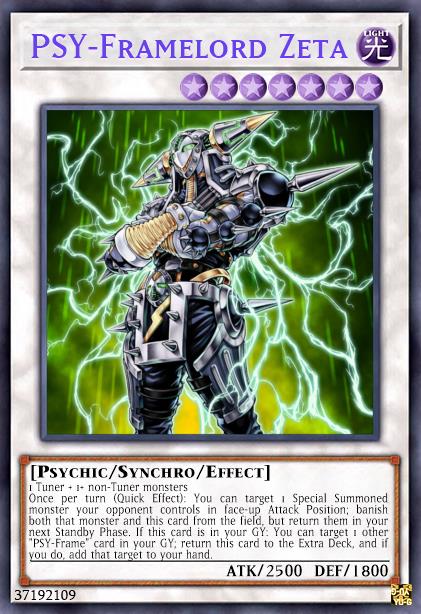 PSY-Framelord Zeta
LIGHT
光
[Psychic/Synchro/Effect]
1 Tuner + 1+ non-Tuner monsters
Once per turn (Quick Effect): You can target 1 Special Summoned
monster your opponent controls in face-up Attack Position; banish
both that monster and this card from the field, but return them in your
next Standby Phase. If this card is in your GY: You can target 1 other
"PSY-Frame" card in your GY; return this card to the Extra Deck, and if
you do, add that target to your hand.
ATK/2500 DEF/1800
37192109